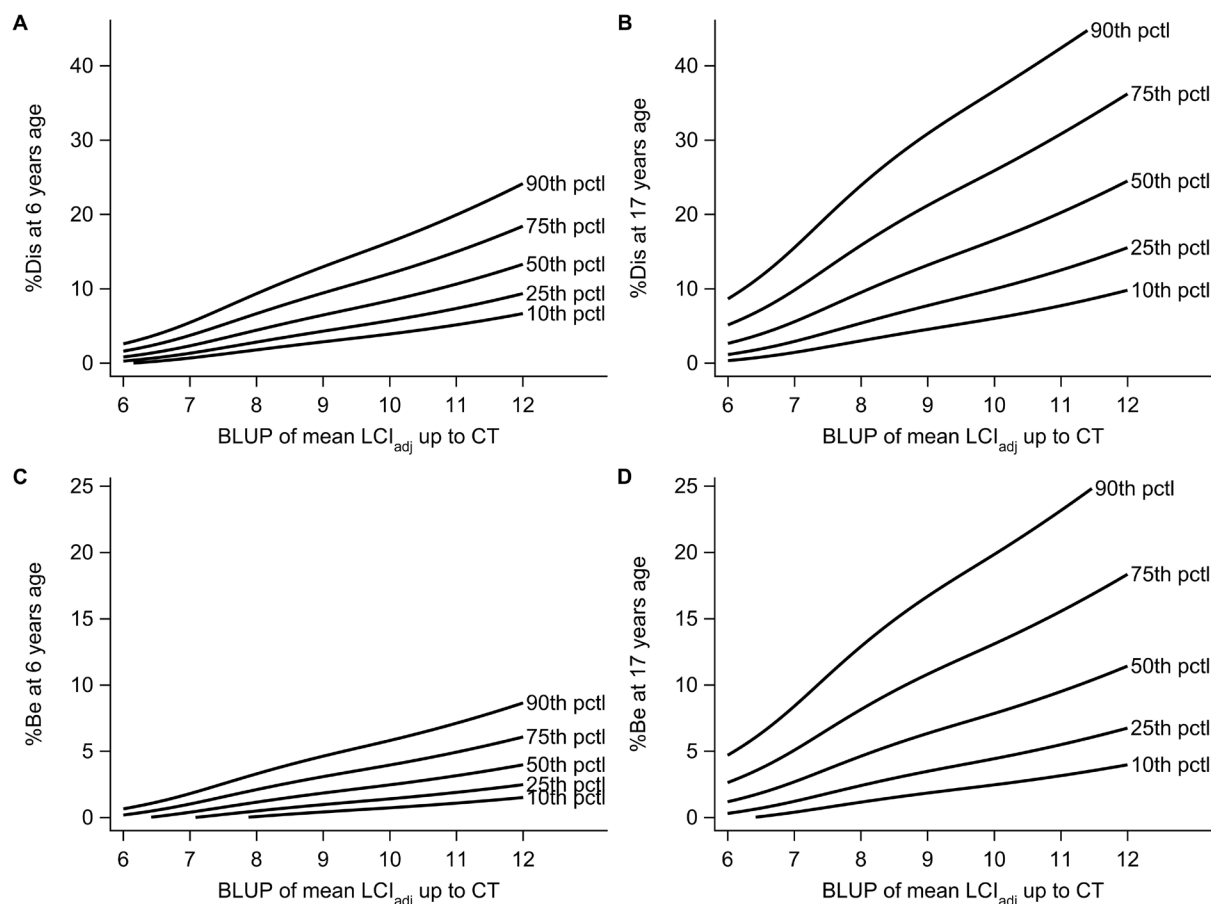 A
%Dis at 6 years age
40
30
20
10
0
90th pctl
75th pctl
50th pctl
25th pctl
10th pctl
6 7 8 9 10 11 12
BLUP of mean LCIadj up to CT
B
%Dis at 17 years age
40
30
20
10
0
90th pctl
75th pctl
50th pctl
25th pctl
10th pctl
6 7 8 9 10 11 12
BLUP of mean LCIadj up to CT
C
%Be at 6 years age
25
20
15
10
5
0
90th pctl
75th pctl
50th pctl
25th pctl
10th pctl
6 7 8 9 10 11 12
BLUP of mean LCIadj up to CT
D
%Be at 17 years age
25
20
15
10
5
0
90th pctl
75th pctl
50th pctl
25th pctl
10th pctl
6 7 8 9 10 11 12
BLUP of mean LCIadj up to CT